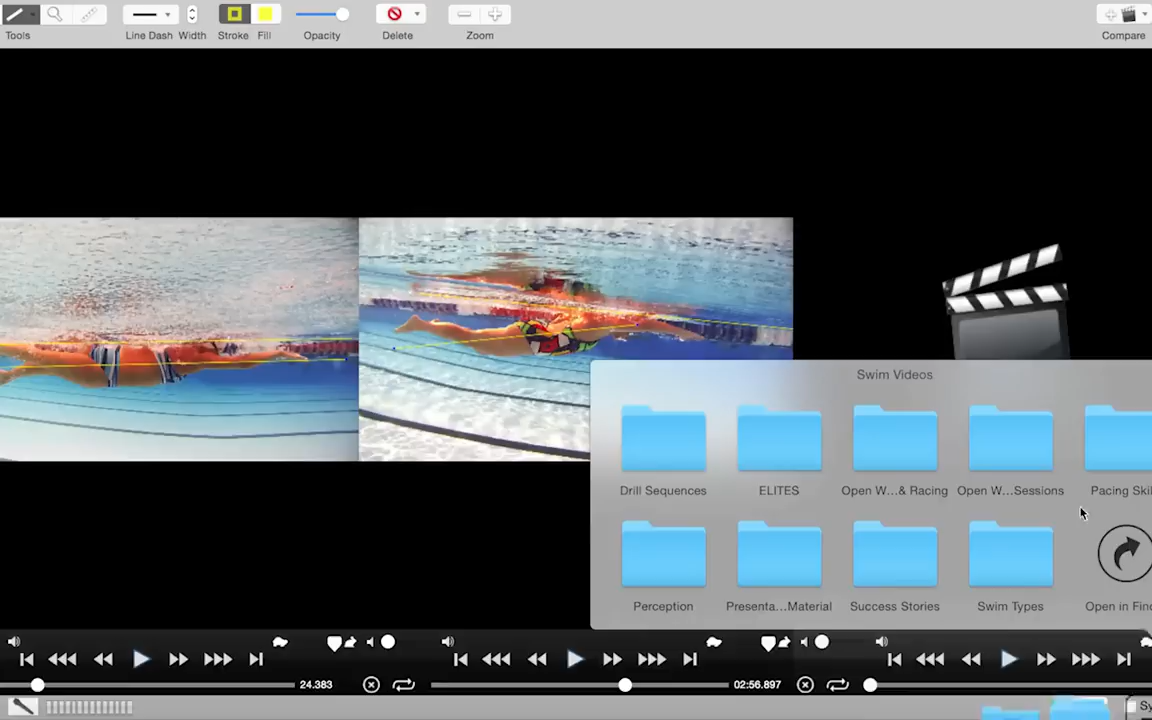 Tools
Line Dash Width Stroke Fill Opacity Delete Zoom Compare
Swim Videos
Drill Sequences ELITES Open W...& Racing Open W...Sessions Pacing Ski
Perception Presenta...Material Success Stories Swim Types Open in Fin
24.383 02:56.897
Sy